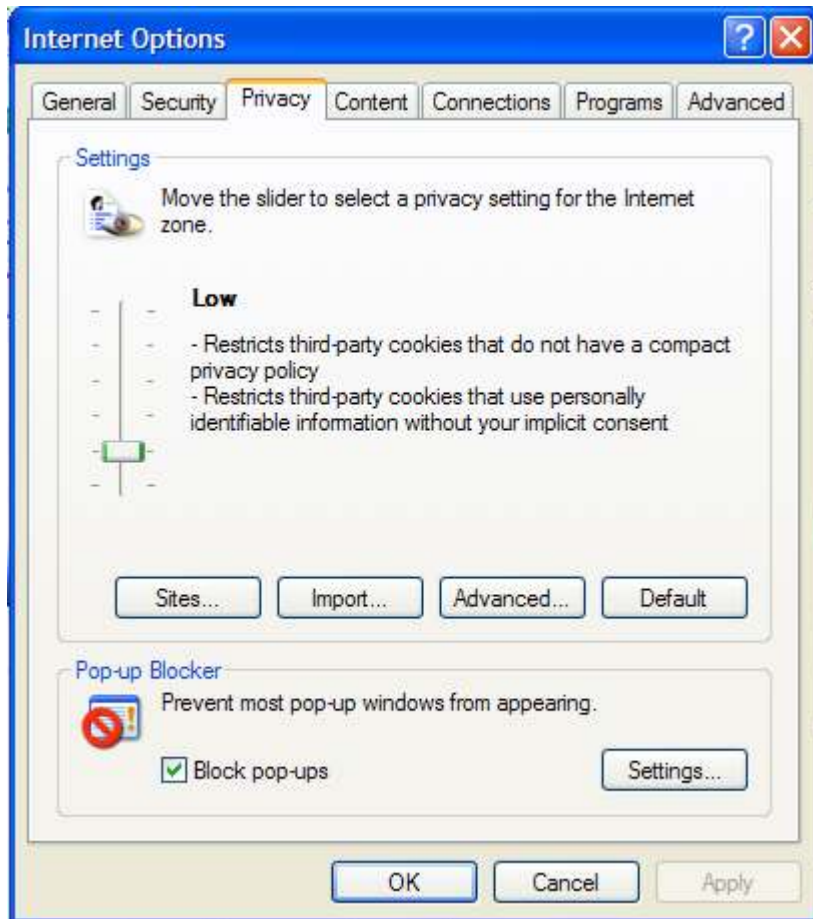 Internet Options
General Security Privacy Content Connections Programs Advanced
Settings
Move the slider to select a privacy setting for the Internet
zone.
Low
- Restricts third-party cookies that do not have a compact
privacy policy
- Restricts third-party cookies that use personally
identifiable information without your implicit consent
Sites... Import... Advanced... Default
Pop-up Blocker
Prevent most pop-up windows from appearing.
Block pop-ups Settings...
OK Cancel Apply